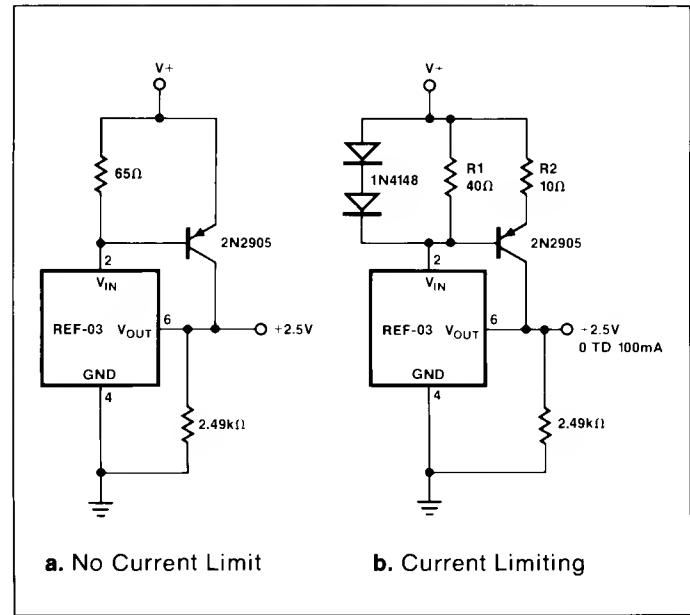 V+
65Ω
2N2905
2
V_IN
REF-03
V_OUT
6
+2.5V
GND
4
2.49kΩ
a. No Current Limit
V+
1N4148
R1
40Ω
R2
10Ω
2N2905
2
V_IN
REF-03
V_OUT
6
+2.5V
0 TD 100mA
GND
4
2.49kΩ
b. Current Limiting